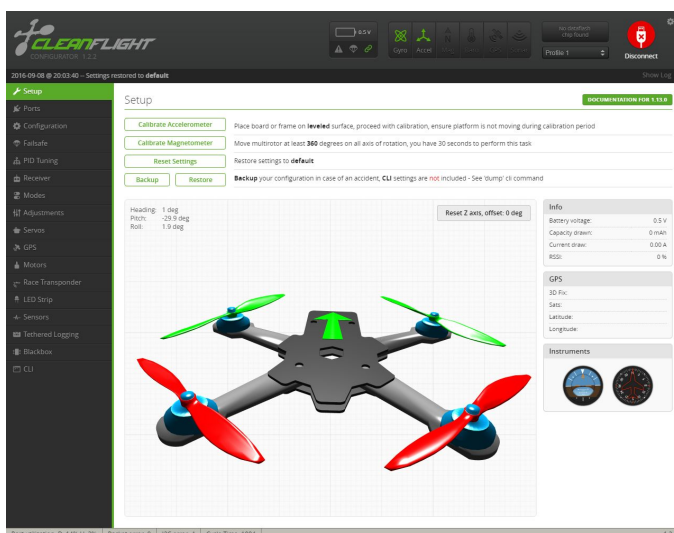 CLEANFLIGHT
CONFIGURATOR 1.2.2
0.5 V
Gyro
Accel
No dataflash
chip found
Profile 1
Disconnect
2016-09-08 @ 20:03:40 -- Settings restored to default
Show Log
Setup
Ports
Configuration
Failsafe
PID Tuning
Receiver
Modes
Adjustments
Servos
GPS
Motors
Race Transponder
LED Strip
Sensors
Tethered Logging
Blackbox
CLI
Setup
DOCUMENTATION FOR 1.13.0
Calibrate Accelerometer
Place board or frame on leveled surface, proceed with calibration, ensure platform is not moving during calibration period
Calibrate Magnetometer
Move multirotor at least 360 degrees on all axis of rotation, you have 30 seconds to perform this task
Reset Settings
Restore settings to default
Backup
Restore
Backup your configuration in case of an accident, CLI settings are not included - See 'dump' cli command
Heading: 1 deg
Pitch: -29.9 deg
Roll: 1.9 deg
Reset Z axis, offset: 0 deg
Info
Battery voltage: 0.5 V
Capacity drawn: 0 mAh
Current draw: 0.00 A
RSSI: 0 %
GPS
3D Fix:
Sats:
Latitude:
Longitude:
Instruments